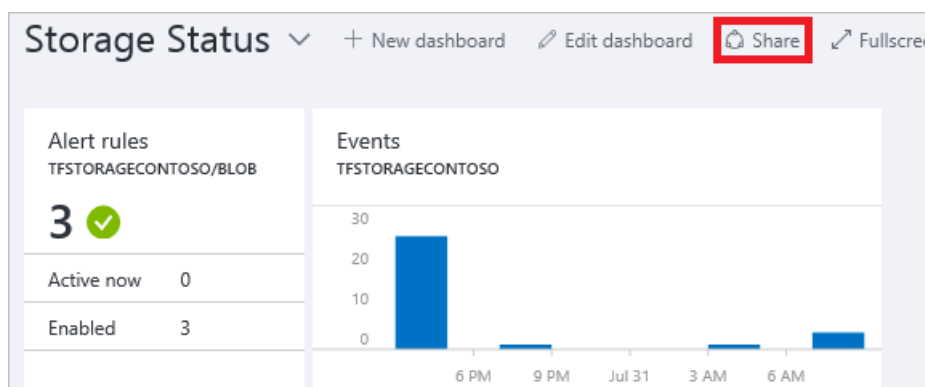 Storage Status New dashboard Edit dashboard Share Fullscre
Alert rules
TFSTORAGECONTOSO/BLOB
3
Active now 0
Enabled 3
Events
TFSTORAGECONTOSO
30
20
10
0
6 PM 9 PM Jul 31 3 AM 6 AM